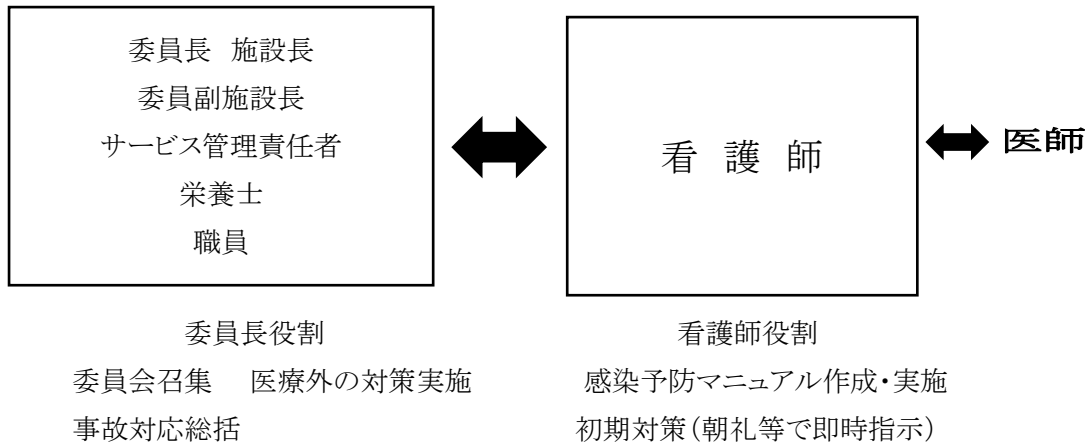 委員長 施設長
委員副施設長
サービス管理責任者
栄養士
職員
看 護 師
医師
委員長役割
委員会召集 医療外の対策実施
事故対応総括
看護師役割
感染予防マニュアル作成・実施
初期対策(朝礼等で即時指示)